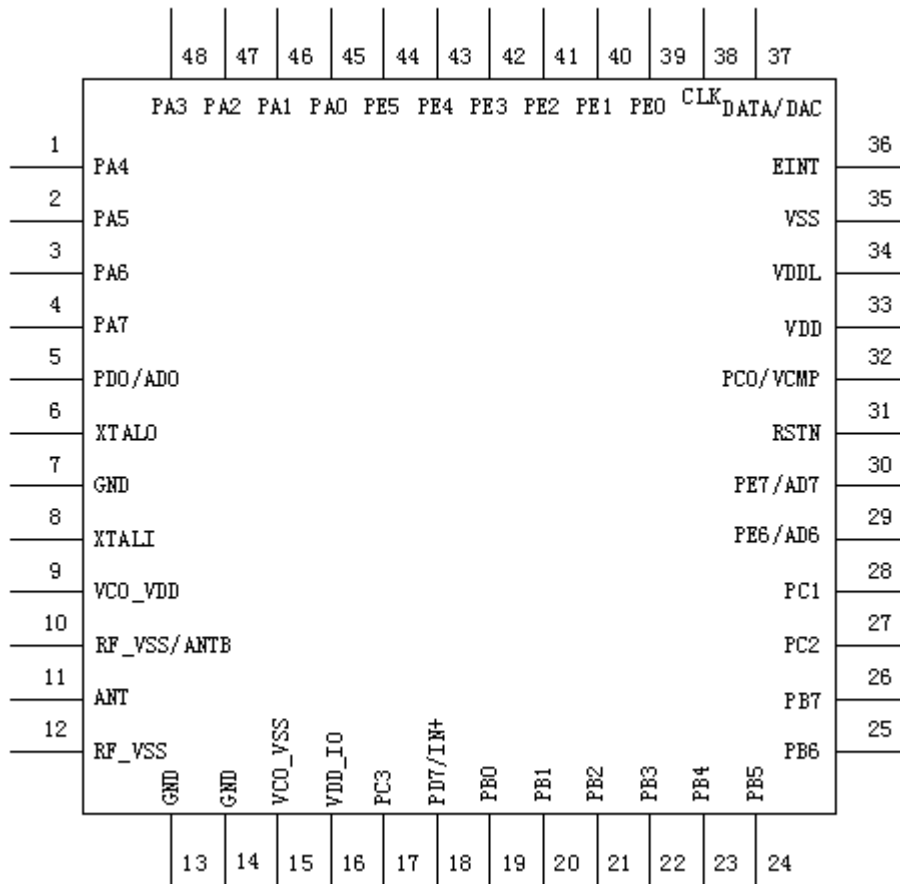 48 47 46 45 44 43 42 41 40 39 38 37
PA3 PA2 PA1 PA0 PE5 PE4 PE3 PE2 PE1 PE0 CLK DATA/DAC
1 PA4 EINT 36
2 PA5 VSS 35
3 PA6 VDDL 34
4 PA7 VDD 33
5 PD0/AD0 PC0/VCMP 32
6 XTALO RSTN 31
7 GND PE7/AD7 30
8 XTALI PE6/AD6 29
9 VCO_VDD PC1 28
10 RF_VSS/ANTB PC2 27
11 ANT PB7 26
12 RF_VSS PB6 25
GND GND VCO_VSS VDD_IO PC3 PD7/IN+ PB0 PB1 PB2 PB3 PB4 PB5
13 14 15 16 17 18 19 20 21 22 23 24